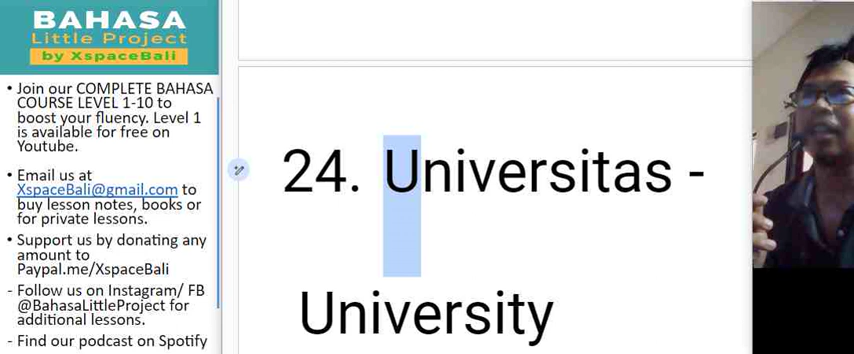 BAHASA
Little Project
by XspaceBali
• Join our COMPLETE BAHASA
COURSE LEVEL 1-10 to
boost your fluency. Level 1
is available for free on
Youtube.
• Email us at
XspaceBali@gmail.com to
buy lesson notes, books or
for private lessons.
• Support us by donating any
amount to
Paypal.me/XspaceBali
- Follow us on Instagram/ FB
@BahasaLittleProject for
additional lessons.
- Find our podcast on Spotify
24. Universitas -
University